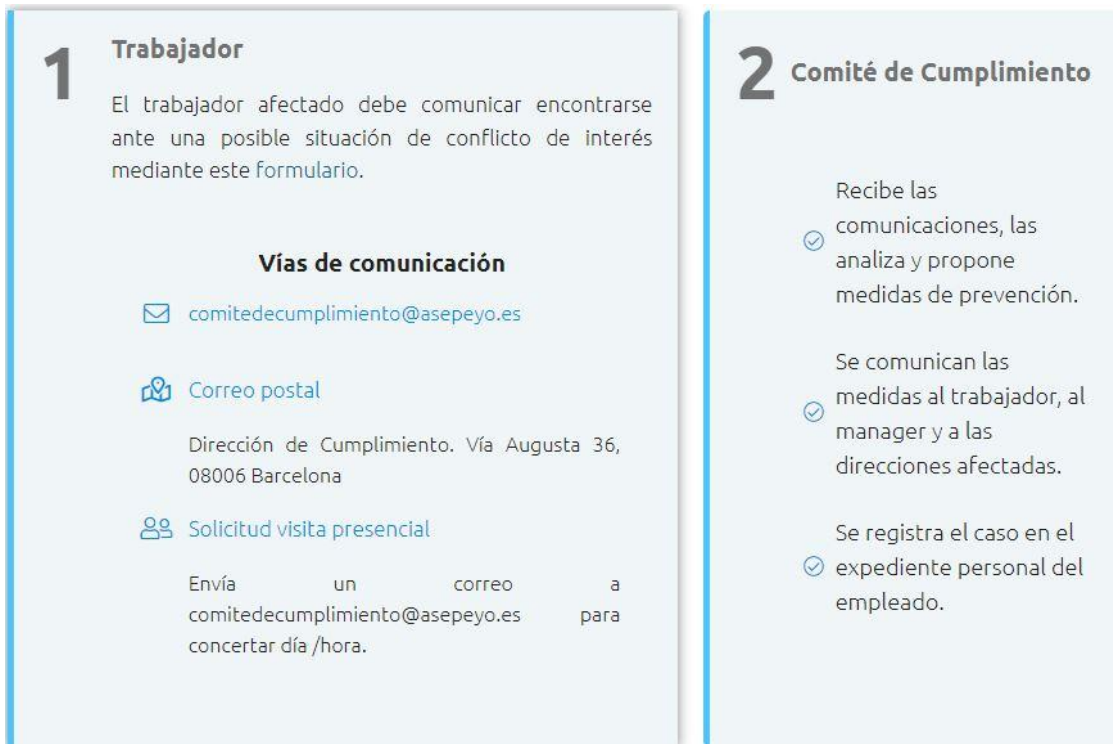 1
Trabajador
El trabajador afectado debe comunicar encontrarse
ante una posible situación de conflicto de interés
mediante este formulario.
Vías de comunicación
comitedecumplimiento@asepeyo.es
Correo postal
Dirección de Cumplimiento. Vía Augusta 36,
08006 Barcelona
Solicitud visita presencial
Envía un correo a
comitedecumplimiento@asepeyo.es para
concertar día /hora.
2
Comité de Cumplimiento
Recibe las
comunicaciones, las
analiza y propone
medidas de prevención.
Se comunican las
medidas al trabajador, al
manager y a las
direcciones afectadas.
Se registra el caso en el
expediente personal del
empleado.